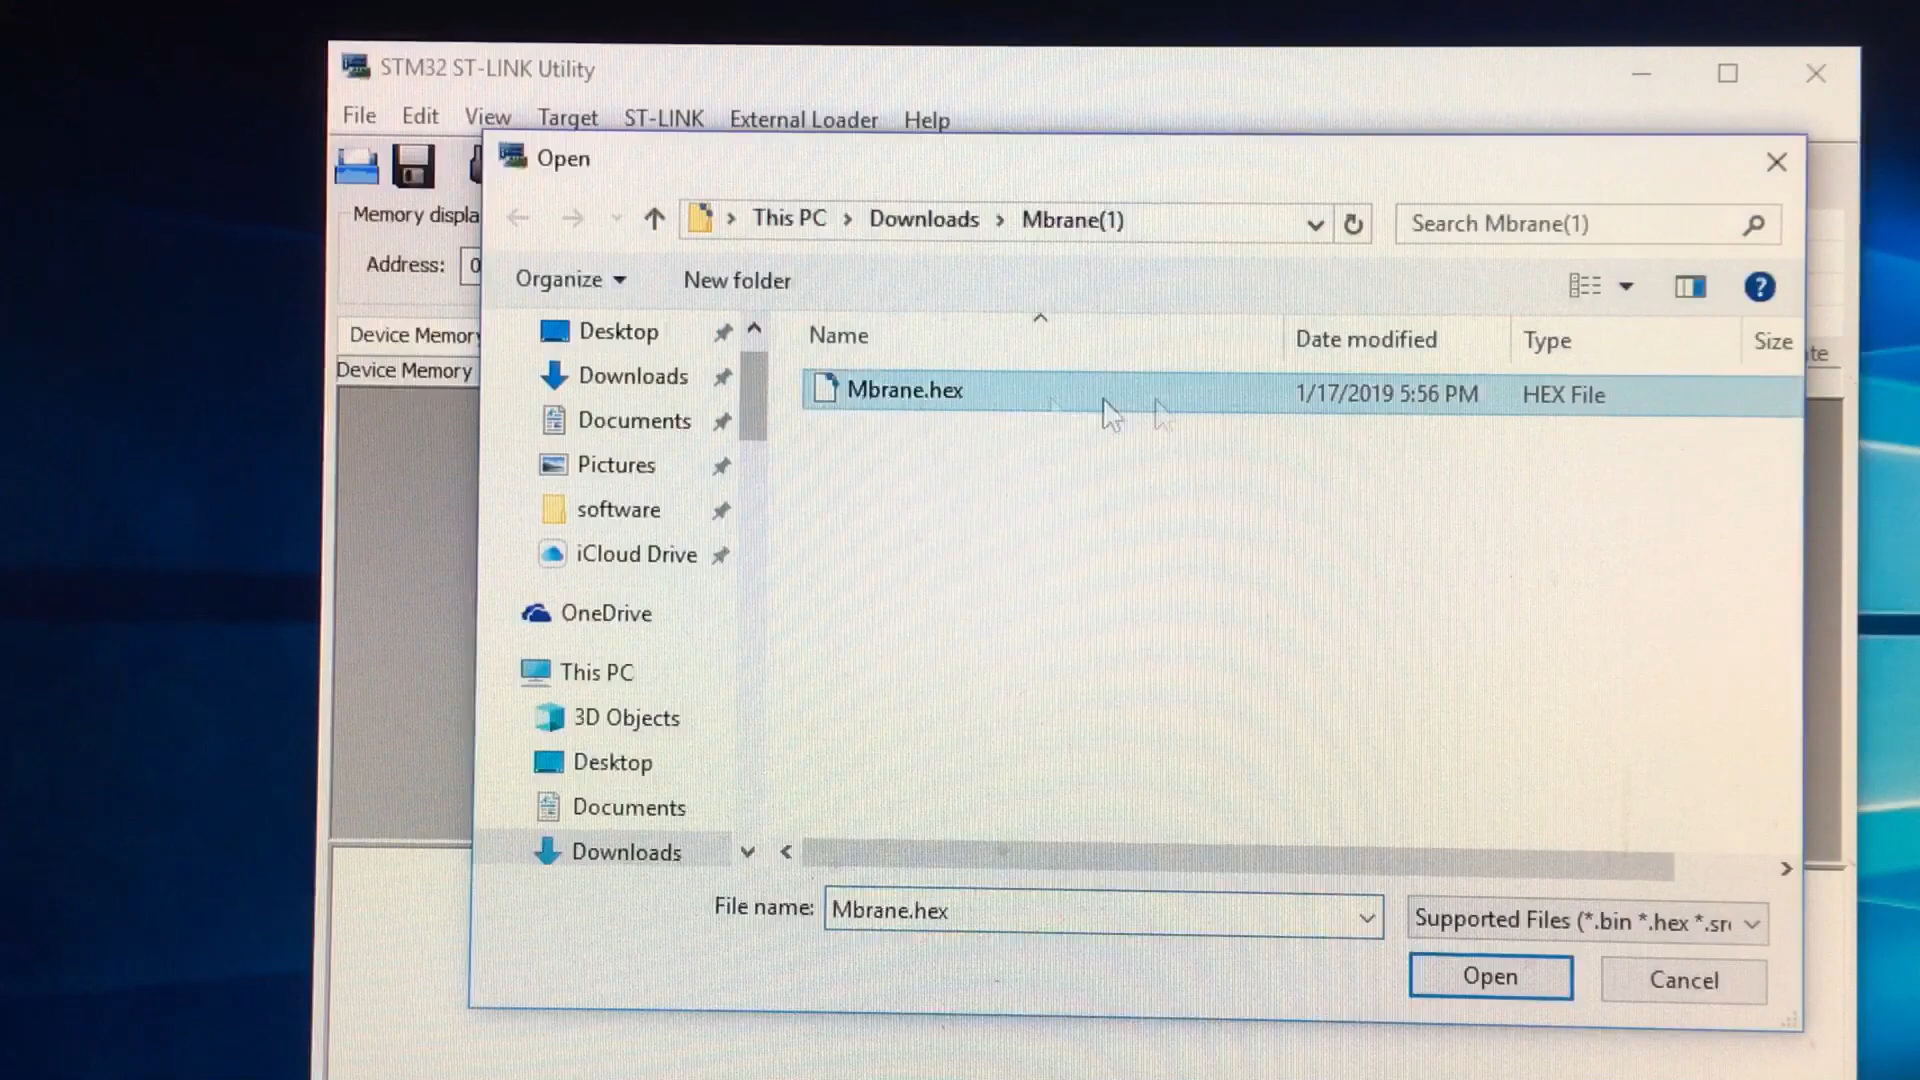 STM32 ST-LINK Utility
File Edit View Target ST-LINK External Loader Help
Open
This PC > Downloads > Mbrane(1)
Search Mbrane(1)
Memory displa
Address: 0
Organize New folder
Device Memory
Device Memory
Name Date modified Type Size
Mbrane.hex 1/17/2019 5:56 PM HEX File
Desktop
Downloads
Documents
Pictures
software
iCloud Drive
OneDrive
This PC
3D Objects
Desktop
Documents
Downloads
File name: Mbrane.hex
Supported Files (*.bin *.hex *.sr
Open Cancel